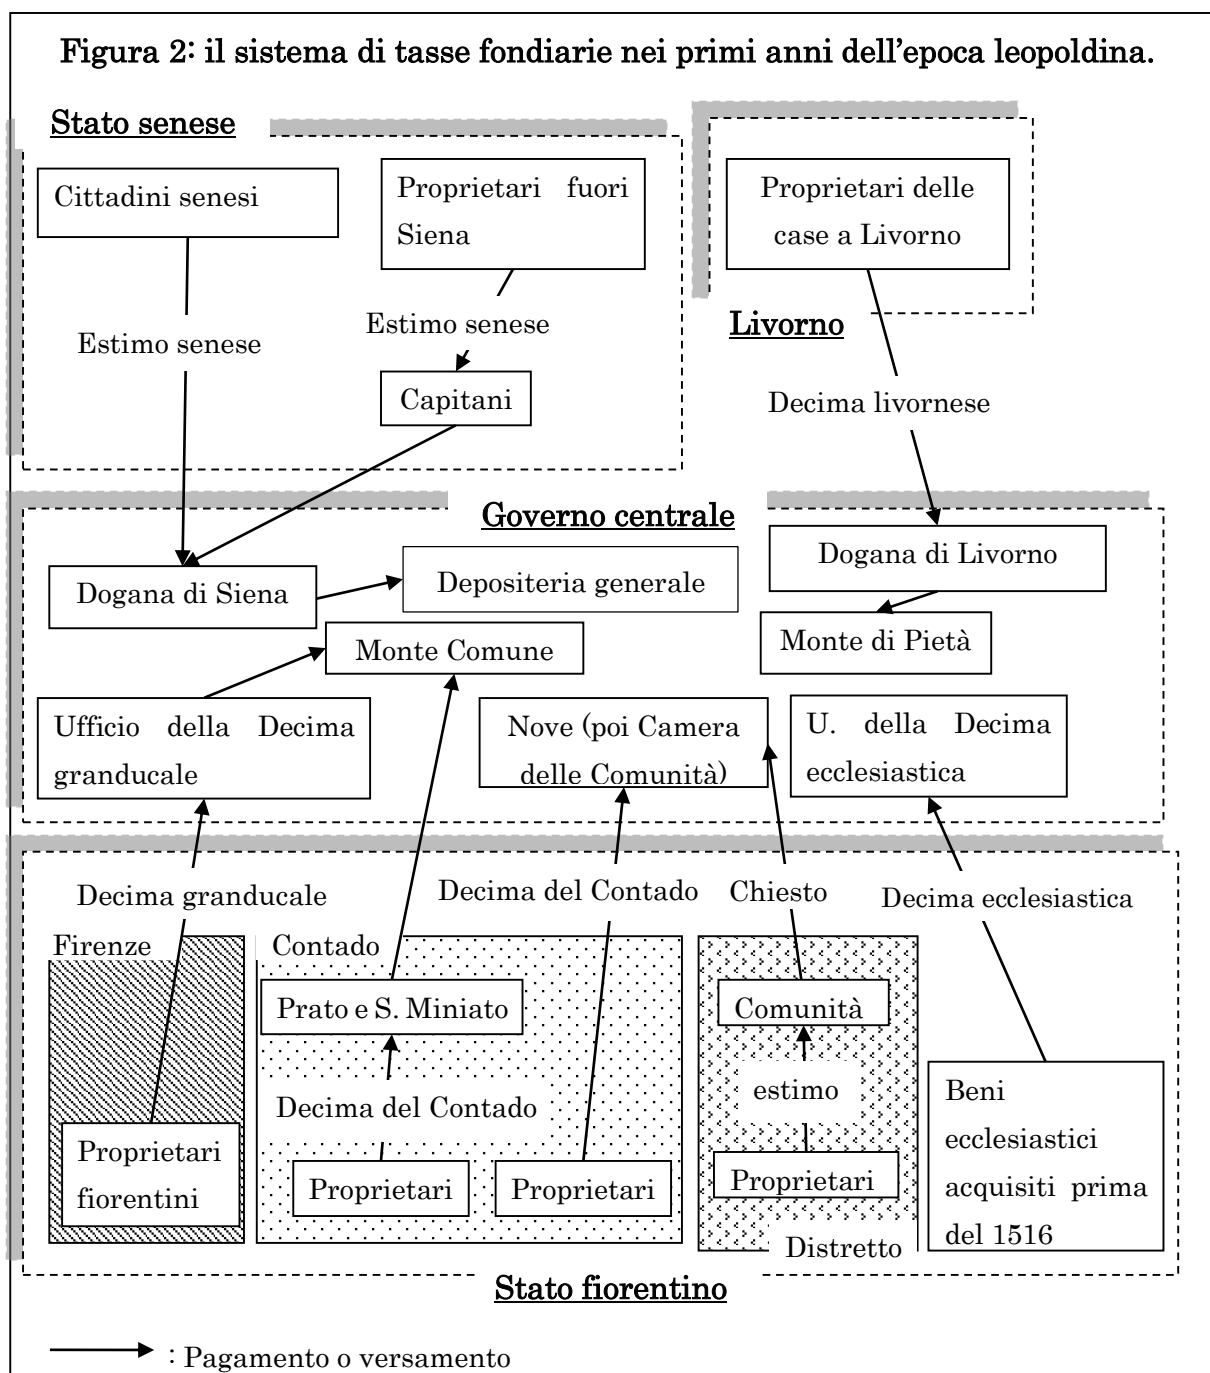 Figura 2: il sistema di tasse fondiarie nei primi anni dell'epoca leopoldina.
Stato senese
Cittadini senesi
Proprietari fuori
Siena
Proprietari delle
case a Livorno
Estimo senese
Estimo senese
Livorno
Capitani
Decima livornese
Governo centrale
Dogana di Siena
Depositeria generale
Dogana di Livorno
Monte Comune
Monte di Pietà
Ufficio della Decima
granducale
Nove (poi Camera
delle Comunità)
U. della Decima
ecclesiastica
Decima granducale
Decima del Contado
Chiesto
Decima ecclesiastica
Firenze
Contado
Prato e S. Miniato
Comunità
Decima del Contado
estimo
Beni
ecclesiastici
acquisiti prima
del 1516
Proprietari
fiorentini
Proprietari
Proprietari
Proprietari
Distretto
Stato fiorentino
: Pagamento o versamento